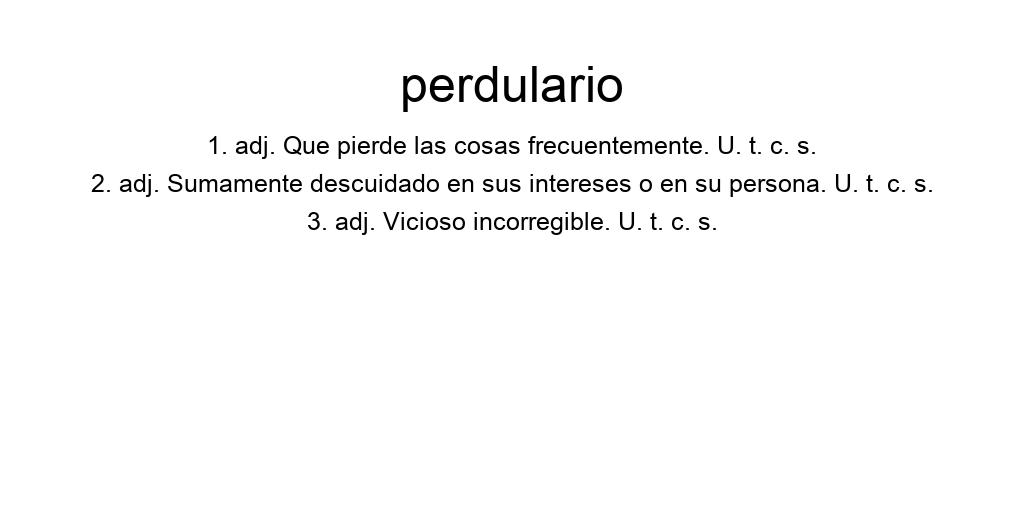 perdulario
1. adj. Que pierde las cosas frecuentemente. U. t. c. s.
2. adj. Sumamente descuidado en sus intereses o en su persona. U. t. c. s.
3. adj. Vicioso incorregible. U. t. c. s.